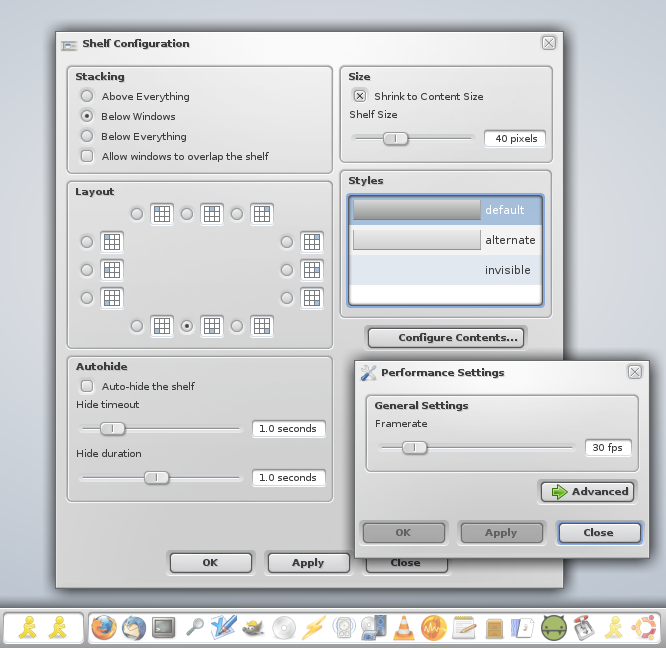 Shelf Configuration
Stacking
Above Everything
Below Windows
Below Everything
Allow windows to overlap the shelf
Size
Shrink to Content Size
Shelf Size
40 pixels
Layout
Styles
default
alternate
invisible
Configure Contents...
Autohide
Auto-hide the shelf
Hide timeout
1.0 seconds
Hide duration
1.0 seconds
OK
Apply
Close
Performance Settings
General Settings
Framerate
30 fps
Advanced
OK
Apply
Close